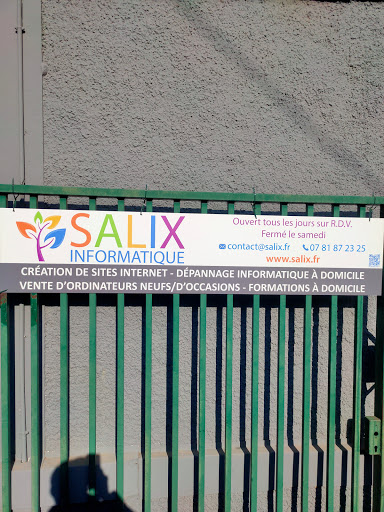 SALIX
INFORMATIQUE
Ouvert tous les jours sur R.D.V.
Fermé le samedi
contact@salix.fr 07 81 87 23 25
www.salix.fr
CRÉATION DE SITES INTERNET - DÉPANNAGE INFORMATIQUE À DOMICILE
VENTE D'ORDINATEURS NEUFS/D'OCCASIONS - FORMATIONS À DOMICILE